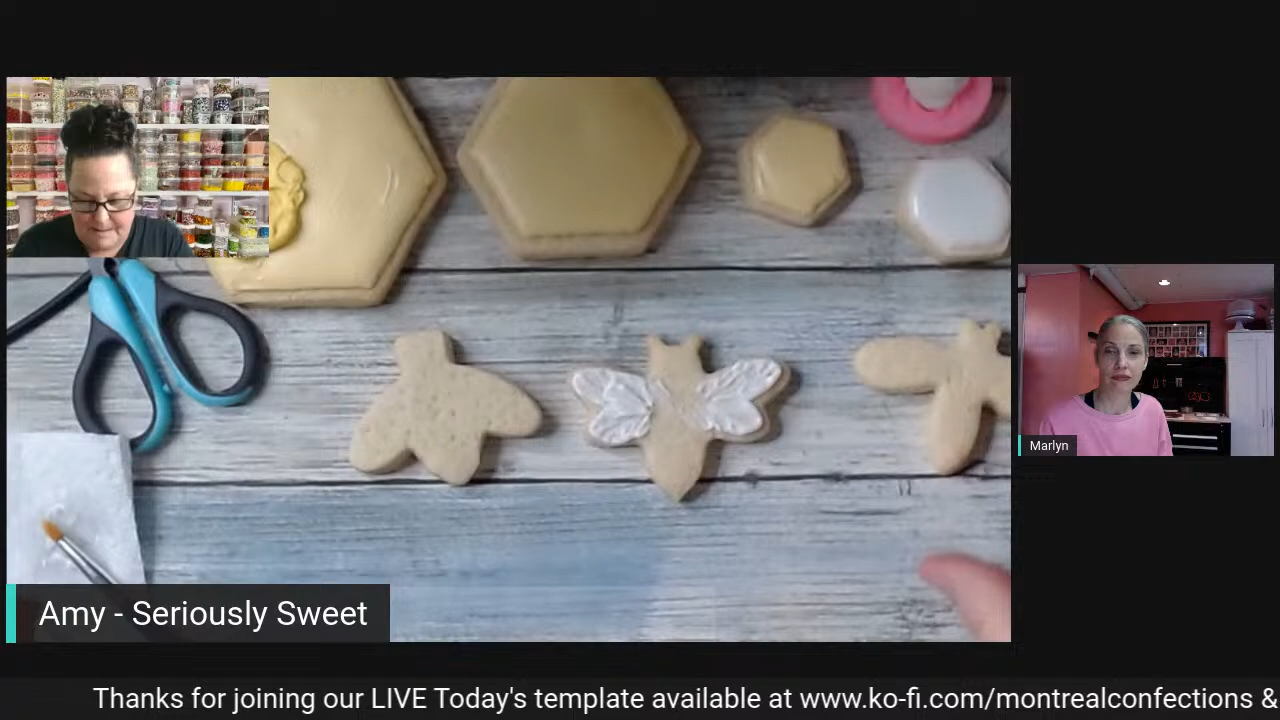 Marlyn
Amy - Seriously Sweet
Thanks for joining our LIVE Today's template available at www.ko-fi.com/montrealconfections &